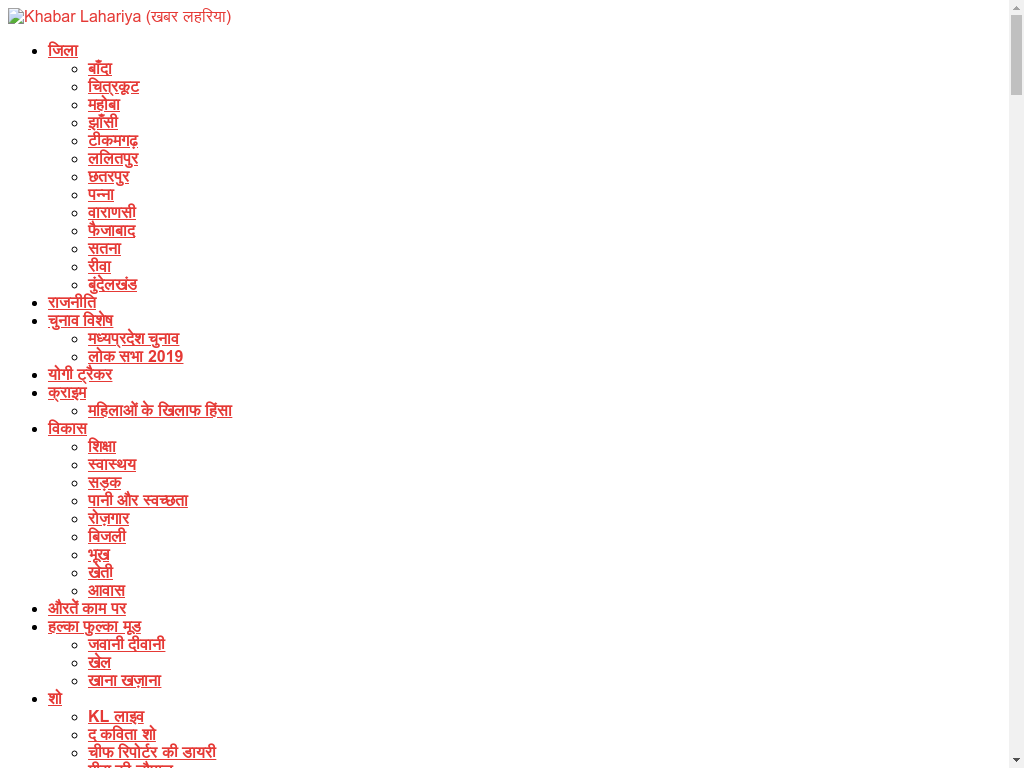 Khabar Lahariya (खबर लहरिया)
जिला
बाँदा
चित्रकूट
महोबा
झाँसी
टीकमगढ़
ललितपुर
छतरपुर
पन्ना
वाराणसी
फैजाबाद
सतना
रीवा
बुंदेलखंड
राजनीति
चुनाव विशेष
मध्यप्रदेश चुनाव
लोक सभा 2019
योगी ट्रैकर
क्राइम
महिलाओं के खिलाफ हिंसा
विकास
शिक्षा
स्वास्थय
सड़क
पानी और स्वच्छता
रोज़गार
बिजली
भूख
खेती
आवास
औरतें काम पर
हल्का फुल्का मूड
जवानी दीवानी
खेल
खाना खज़ाना
शो
KL लाइव
द कविता शो
चीफ रिपोर्टर की डायरी